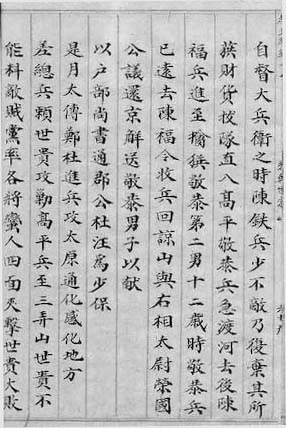 自督大兵衛之時陳鉄兵少不敵乃復棄其所
獲財貨按隊直入高平敬恭兵急渡河去後陳
福兵進至擒獲敬恭第二男十二歲時敬恭兵
已遠去陳福令收兵回諒山與右相太尉榮國
公議還京解送敬恭男子以献
以户部尚書通郡公杜汪為少保
是月太傅鄭杜進兵攻太原通化感化地方
差總兵賴世貴攻勦高平兵至三弄山世貴不
能料敵賊黨率各將蠻人四面夾擊世貴大敗